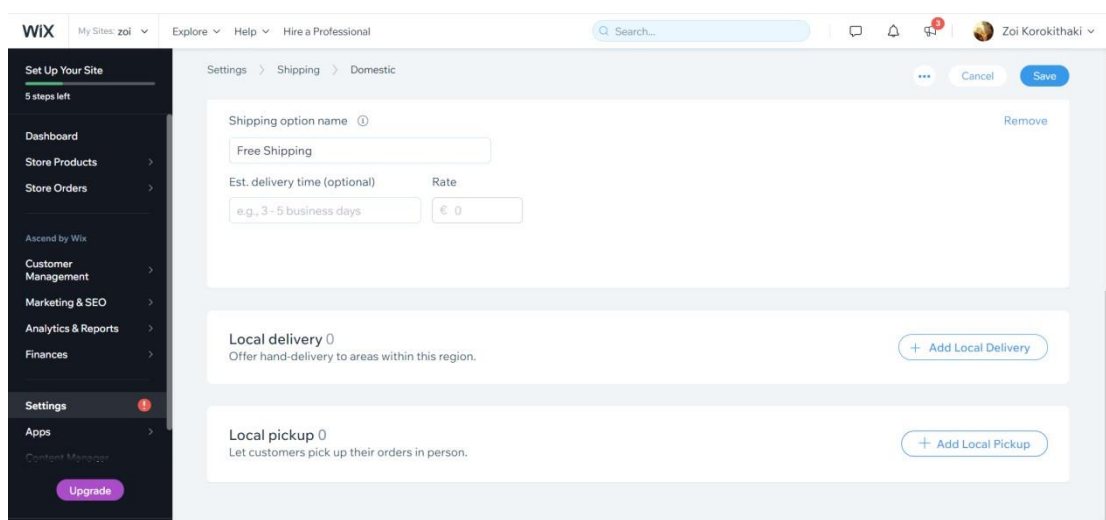 WiX My Sites: zoi Explore Help Hire a Professional Search... 3 Zoi Korokithaki
Set Up Your Site
5 steps left
Dashboard
Store Products
Store Orders
Ascend by Wix
Customer
Management
Marketing & SEO
Analytics & Reports
Finances
Settings
Apps
Content Manager
Upgrade
Settings > Shipping > Domestic
Cancel Save
Shipping option name
Remove
Free Shipping
Est. delivery time (optional) Rate
e.g., 3-5 business days € 0
Local delivery 0
Offer hand-delivery to areas within this region.
+ Add Local Delivery
Local pickup 0
Let customers pick up their orders in person.
+ Add Local Pickup